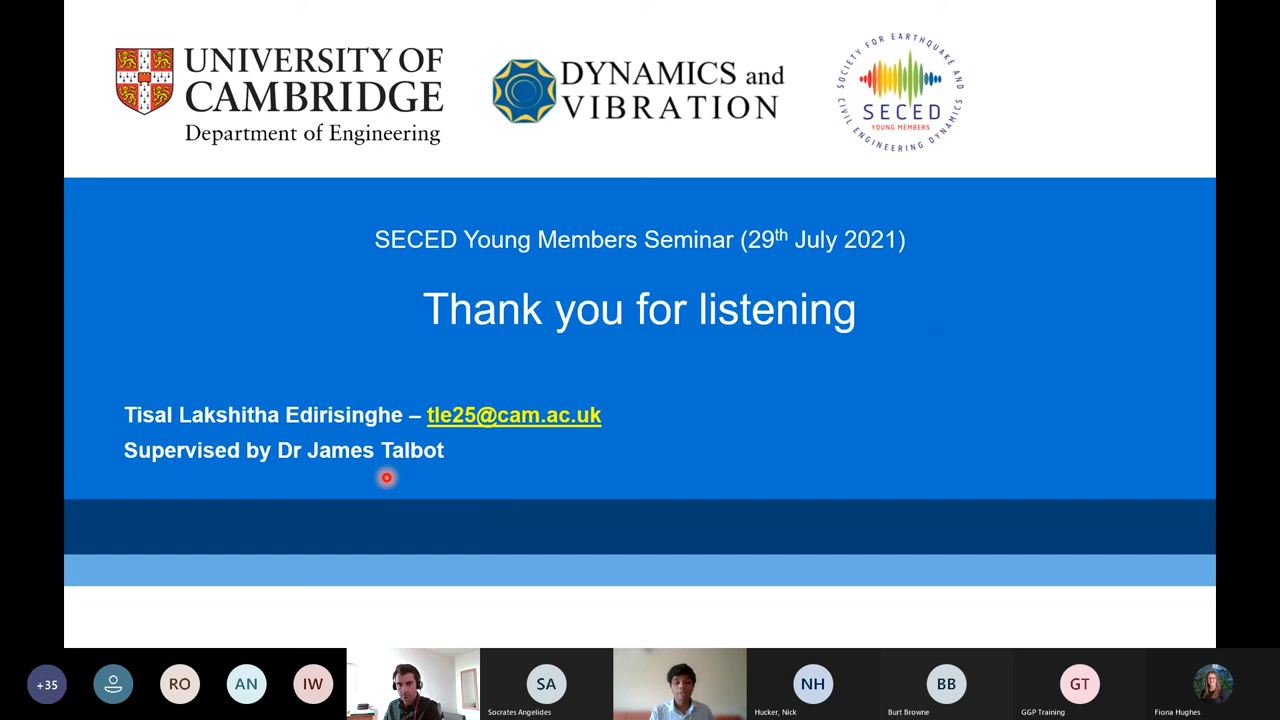 UNIVERSITY OF
CAMBRIDGE
Department of Engineering
DYNAMICS and
VIBRATION
SOCIETY FOR EARTHQUAKE AND
CIVIL ENGINEERING DYNAMICS
SECED
YOUNG MEMBERS
SECED Young Members Seminar (29th July 2021)
Thank you for listening
Tisal Lakshitha Edirisinghe – tle25@cam.ac.uk
Supervised by Dr James Talbot
+35
RO
AN
IW
SA
Socrates Angelides
NH
Hucker, Nick
BB
Burt Browne
GT
GGP Training
Fiona Hughes